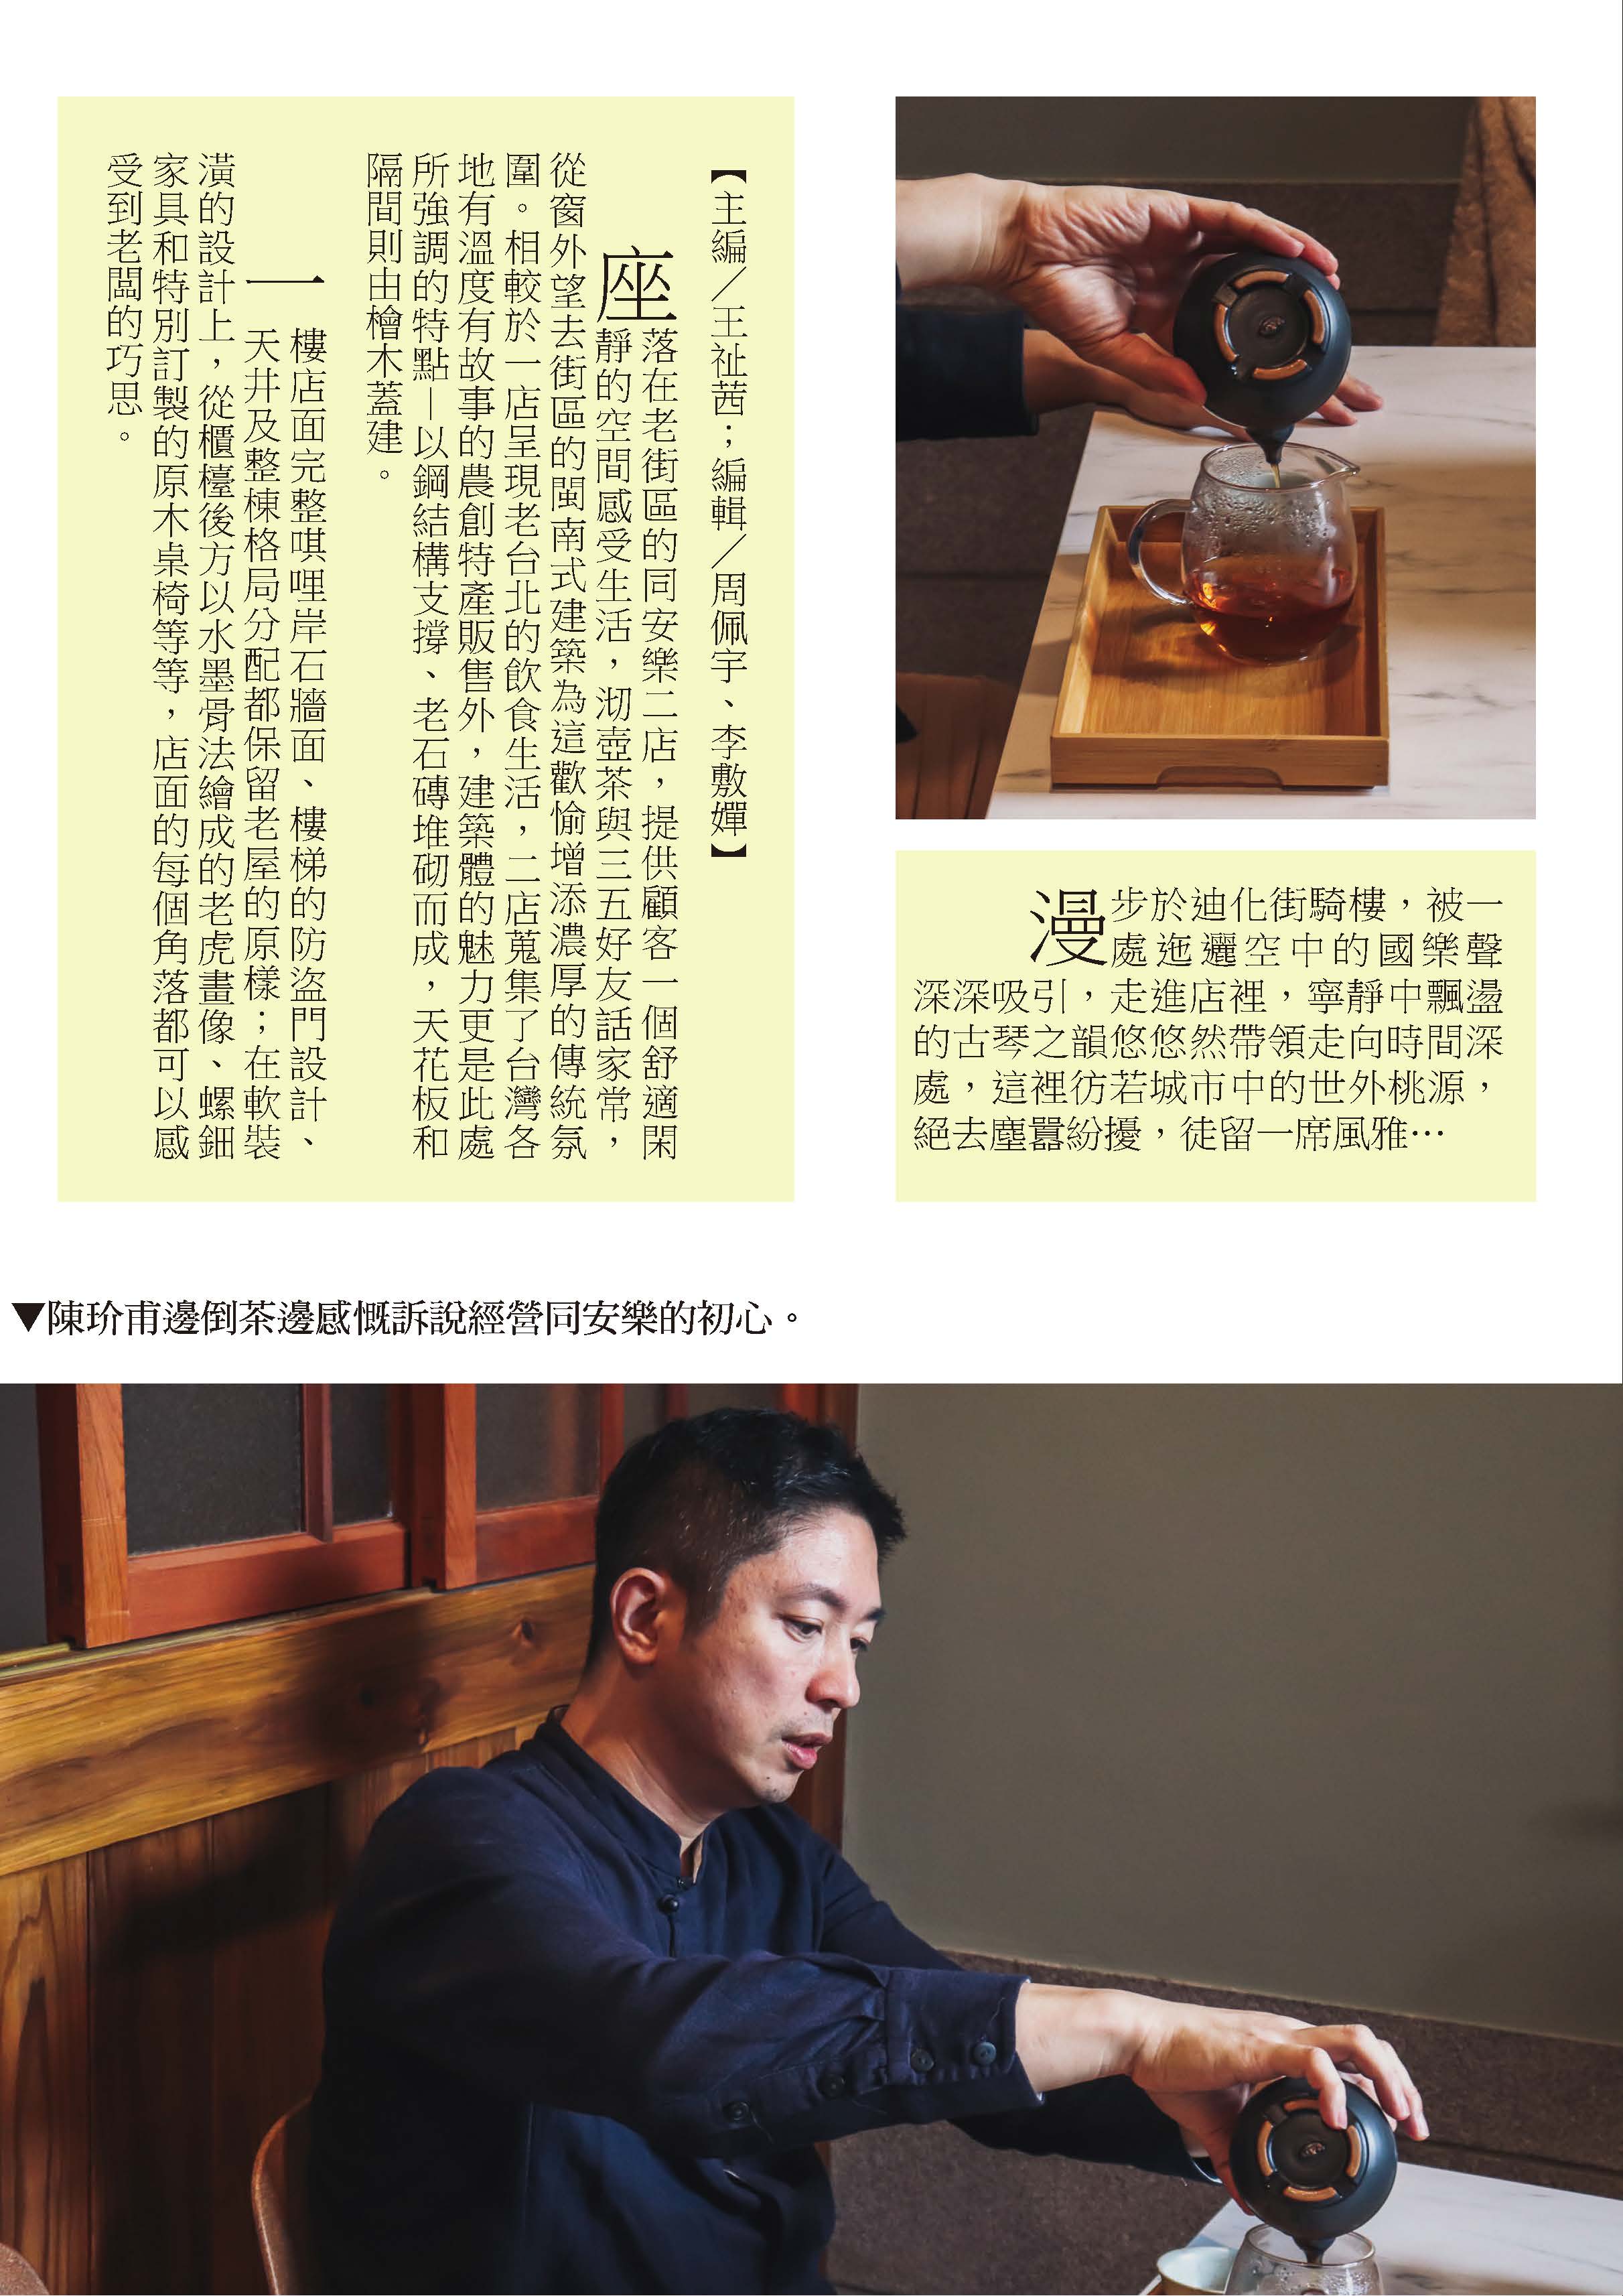 漫步於迪化街騎樓，被一
處迤邐空中的國樂聲
深深吸引，走進店裡，寧靜中飄盪
的古琴之韻悠悠然帶領走向時間深
處，這裡彷若城市中的世外桃源，
絕去塵囂紛擾，徒留一席風雅…
【主編／王祉茜；編輯／周佩宇、李敷嬋】
座落在老街區的同安樂二店，提供顧客一個舒適閑
靜的空間感受生活，沏壺茶與三五好友話家常，
從窗外望去街區的閩南式建築為這歡愉增添濃厚的傳統氛
圍。相較於一店呈現老台北的飲食生活，二店蒐集了台灣各
地有溫度有故事的農創特產販售外，建築體的魅力更是此處
所強調的特點—以鋼結構支撐、老石磚堆砌而成，天花板和
隔間則由檜木蓋建。
一樓店面完整唭哩岸石牆面、樓梯的防盜門設計、
天井及整棟格局分配都保留老屋的原樣；在軟裝
潢的設計上，從櫃檯後方以水墨骨法繪成的老虎畫像、螺鈿
家具和特別訂製的原木桌椅等等，店面的每個角落都可以感
受到老闆的巧思。
▼陳玠甫邊倒茶邊感慨訴說經營同安樂的初心。